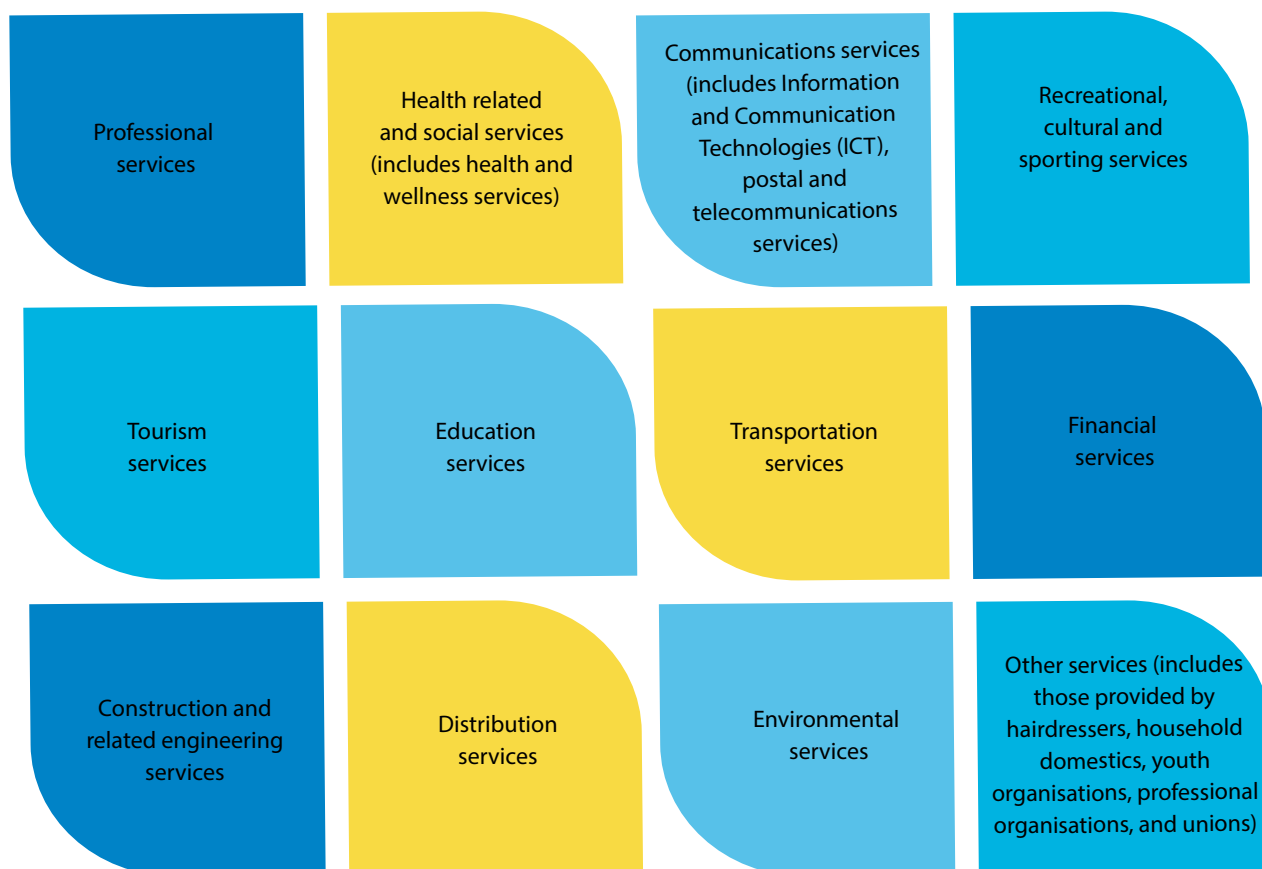 Professional
services
Health related
and social services
(includes health and
wellness services)
Communications services
(includes Information
and Communication
Technologies (ICT),
postal and
telecommunications
services)
Recreational,
cultural and
sporting services
Tourism
services
Education
services
Transportation
services
Financial
services
Construction and
related engineering
services
Distribution
services
Environmental
services
Other services (includes
those provided by
hairdressers, household
domestics, youth
organisations, professional
organisations, and unions)